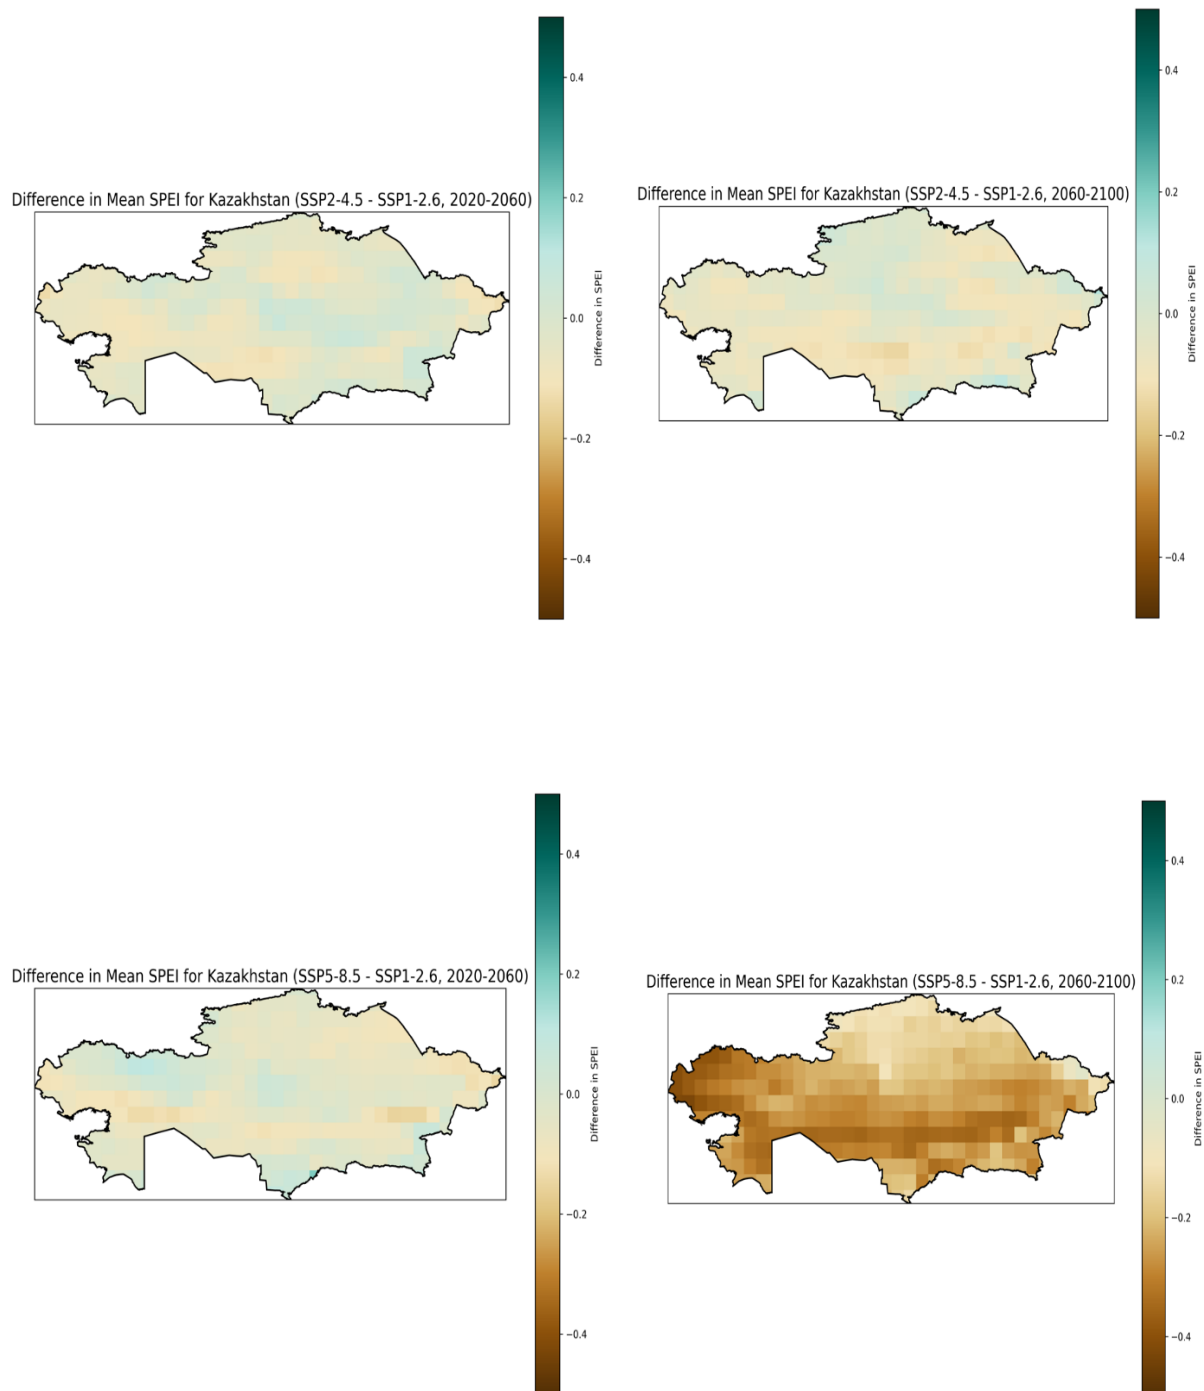 Difference in Mean SPEI for Kazakhstan (SSP2-4.5 - SSP1-2.6, 2020-2060)
0.4
0.2
0.0
−0.2
−0.4
Difference in SPEI
Difference in Mean SPEI for Kazakhstan (SSP2-4.5 - SSP1-2.6, 2060-2100)
0.4
0.2
0.0
−0.2
−0.4
Difference in SPEI
Difference in Mean SPEI for Kazakhstan (SSP5-8.5 - SSP1-2.6, 2020-2060)
0.4
0.2
0.0
−0.2
−0.4
Difference in SPEI
Difference in Mean SPEI for Kazakhstan (SSP5-8.5 - SSP1-2.6, 2060-2100)
0.4
0.2
0.0
−0.2
−0.4
Difference in SPEI